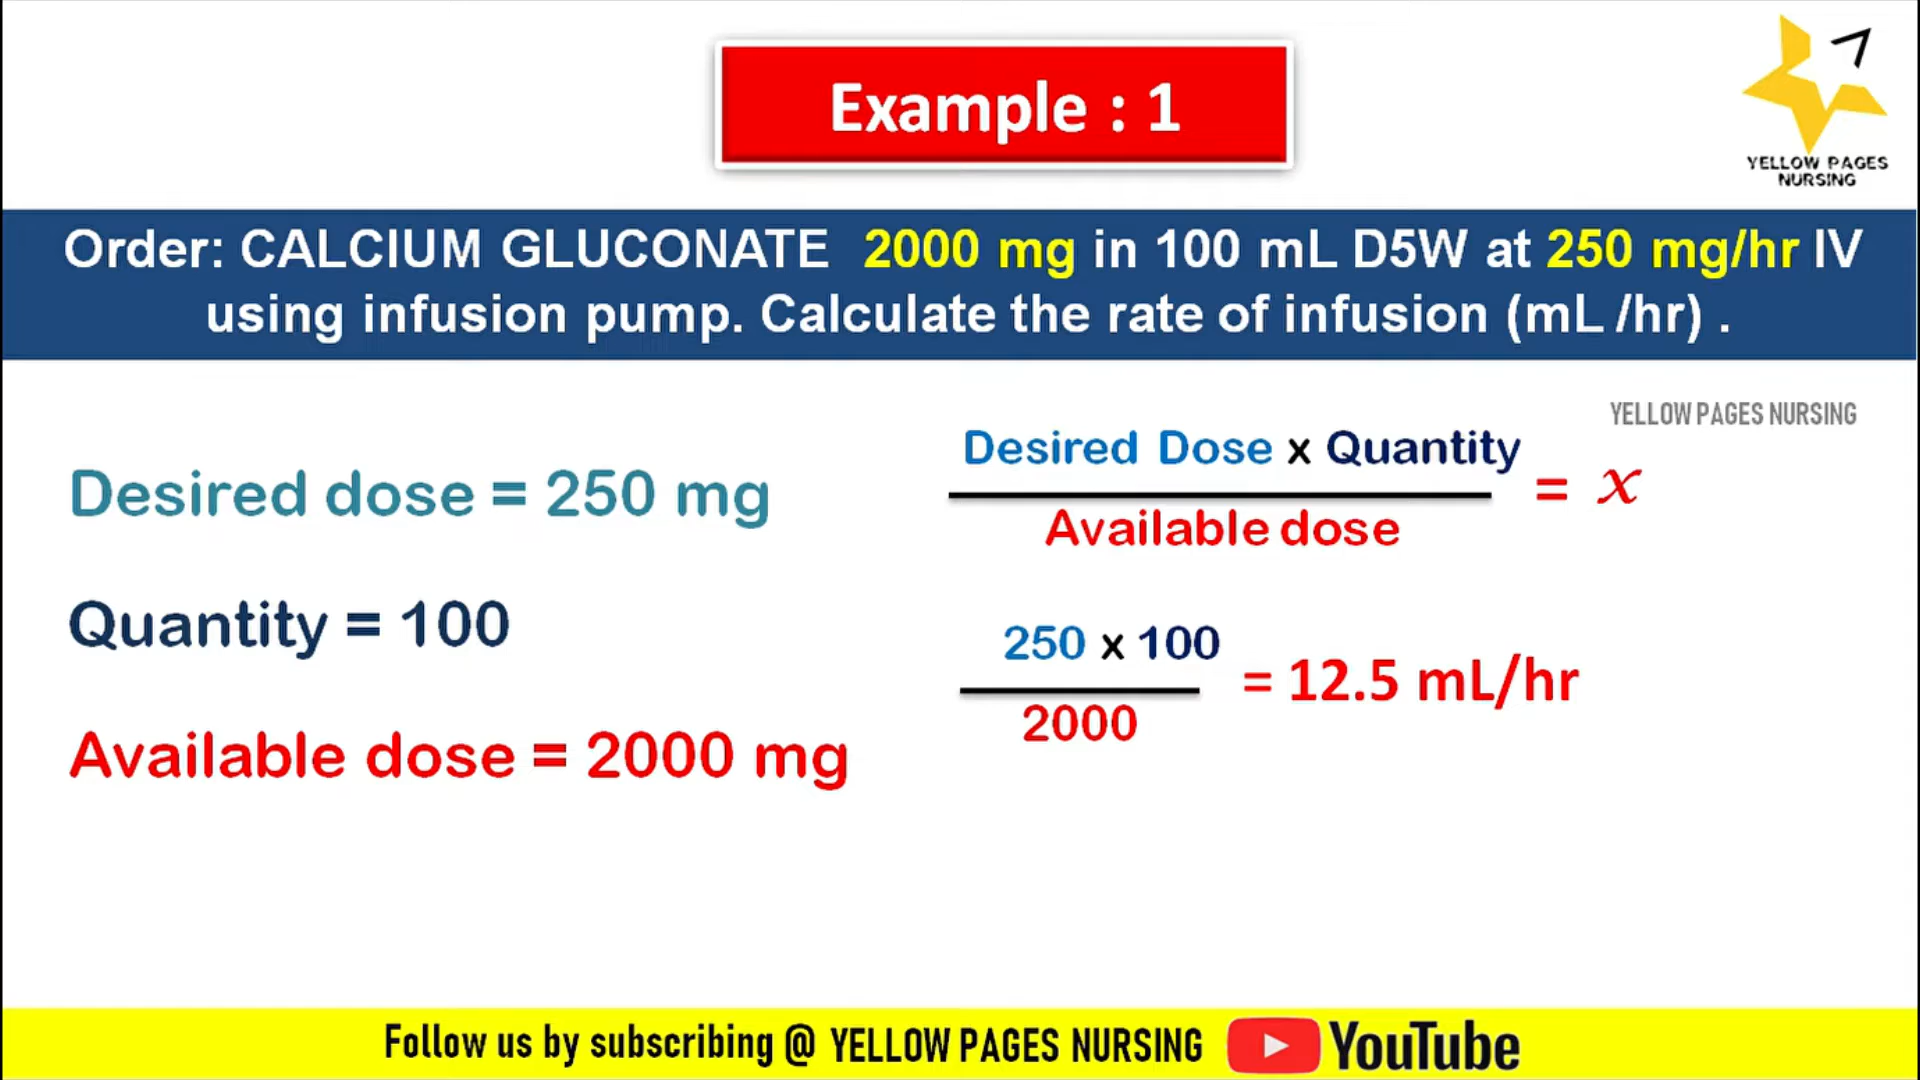 Example : 1
YELLOW PAGES
NURSING
Order: CALCIUM GLUCONATE 2000 mg in 100 mL D5W at 250 mg/hr IV
using infusion pump. Calculate the rate of infusion (mL /hr) .
YELLOW PAGES NURSING
Desired dose = 250 mg
Quantity = 100
Available dose = 2000 mg
Desired Dose x Quantity
= x
Available dose
250 x 100
= 12.5 mL/hr
2000
Follow us by subscribing @ YELLOW PAGES NURSING YouTube